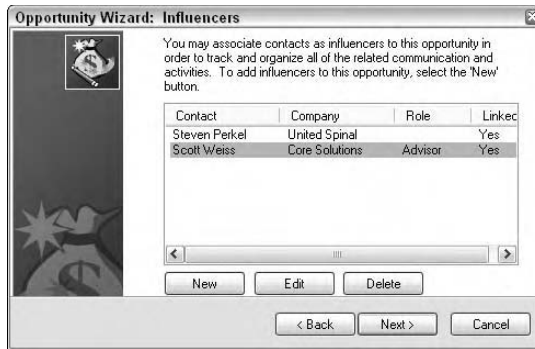 Opportunity Wizard: Influencers
You may associate contacts as influencers to this opportunity in
order to track and organize all of the related communication and
activities. To add influencers to this opportunity, select the 'New'
button.
Contact Company Role Linked
Steven Perkel United Spinal Yes
Scott Weiss Core Solutions Advisor Yes
New Edit Delete
< Back Next > Cancel